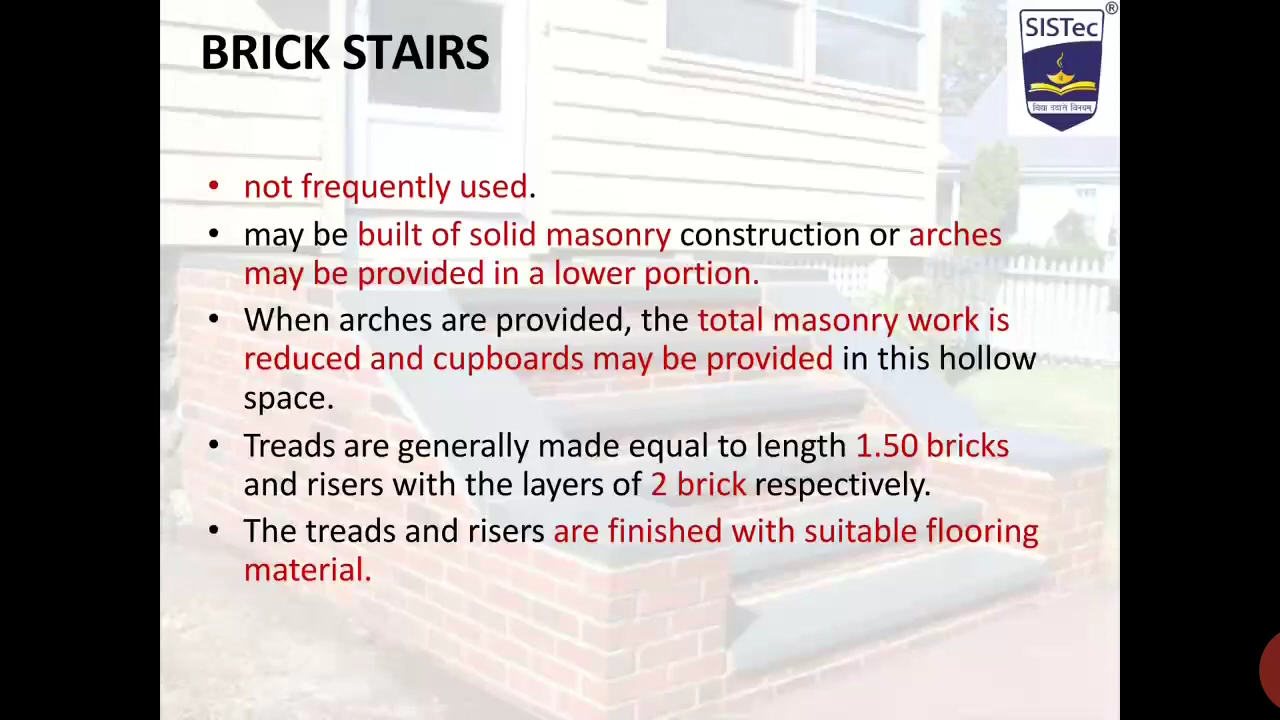 BRICK STAIRS
SISTec
®
विद्या ददाति विनयम्
• not frequently used.
• may be built of solid masonry construction or arches
may be provided in a lower portion.
• When arches are provided, the total masonry work is
reduced and cupboards may be provided in this hollow
space.
• Treads are generally made equal to length 1.50 bricks
and risers with the layers of 2 brick respectively.
• The treads and risers are finished with suitable flooring
material.